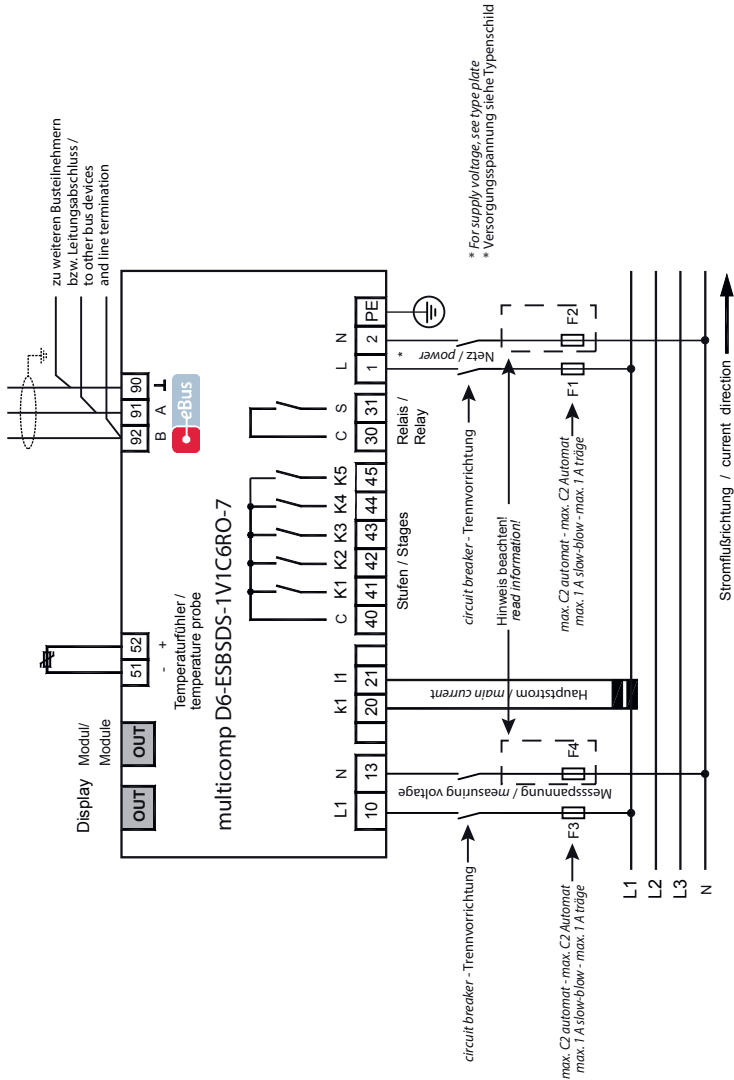 zu weiteren Busteilnehmern
bzw. Leitungsabschluss /
to other bus devices
and line termination
Display
Modul/
Module
OUT
OUT
51
52
-
+
Temperaturfühler /
temperature probe
92
91
90
B
A
eBus
multicomp D6-ESBSDS-1V1C6RO-7
L1
N
k1
l1
C
K1
K2
K3
K4
K5
C
S
L
N
10
13
20
21
40
41
42
43
44
45
30
31
1
2
PE
Stufen / Stages
Relais /
Relay
*
Netz / power
* For supply voltage, see type plate
* Versorgungsspannung siehe Typenschild
Messspannung / measuring voltage
Hauptstrom / main current
circuit breaker - Trennvorrichtung
circuit breaker - Trennvorrichtung
Hinweis beachten!
read information!
F3
F4
F1
F2
max. C2 automat - max. C2 Automat
max. 1 A slow-blow - max. 1 A träge
max. C2 automat - max. C2 Automat
max. 1 A slow-blow - max. 1 A träge
L1
L2
L3
N
Stromflußrichtung / current direction